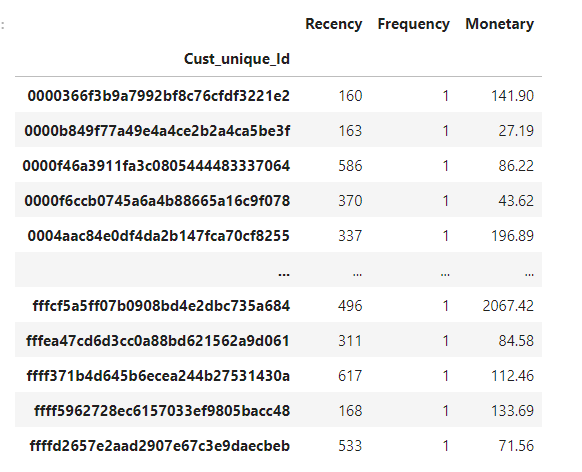 :
Recency Frequency Monetary
Cust_unique_Id
0000366f3b9a7992bf8c76cfdf3221e2 160 1 141.90
0000b849f77a49e4a4ce2b2a4ca5be3f 163 1 27.19
0000f46a3911fa3c0805444483337064 586 1 86.22
0000f6ccb0745a6a4b88665a16c9f078 370 1 43.62
0004aac84e0df4da2b147fca70cf8255 337 1 196.89
... ... ... ...
fffcf5a5ff07b0908bd4e2dbc735a684 496 1 2067.42
fffea47cd6d3cc0a88bd621562a9d061 311 1 84.58
ffff371b4d645b6ecea244b27531430a 617 1 112.46
ffff5962728ec6157033ef9805bacc48 168 1 133.69
ffffd2657e2aad2907e67c3e9daecbeb 533 1 71.56